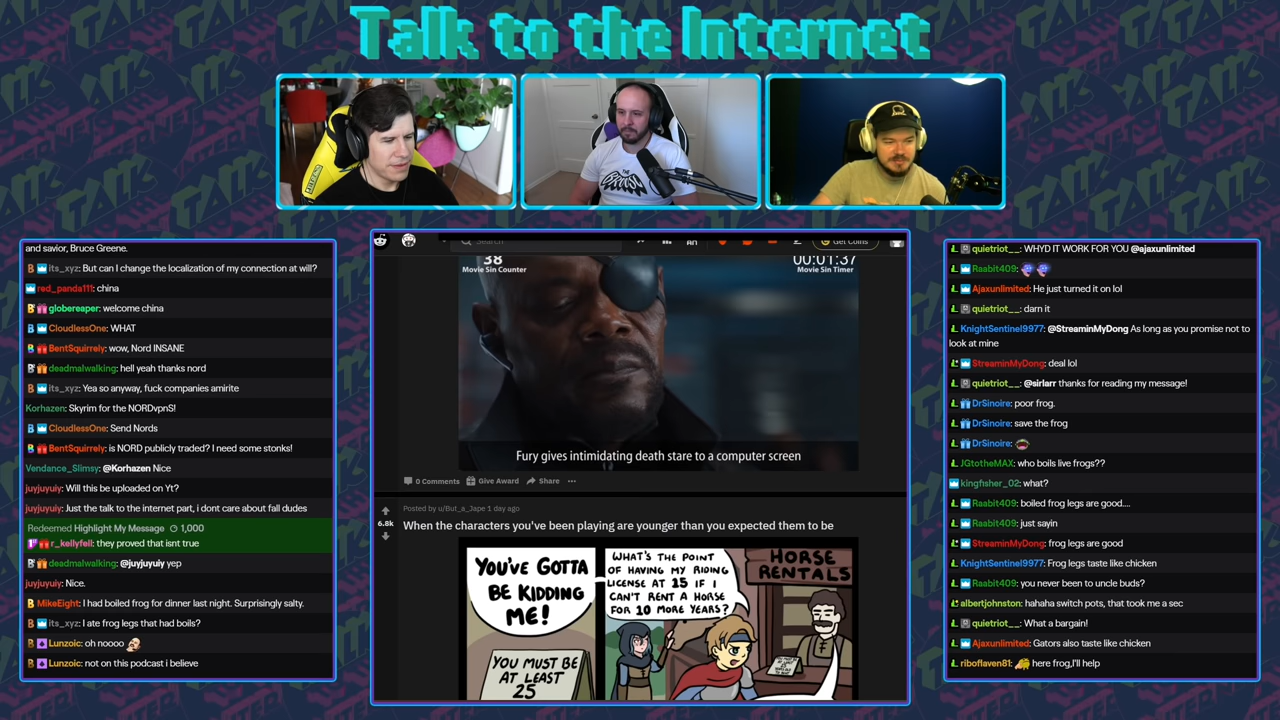 Talk to the Internet
and savior, Bruce Greene.
its_xyz: But can I change the localization of my connection at will?
red_panda111: china
globereaper: welcome china
CloudlessOne: WHAT
BentSquirrely: wow, Nord INSANE
deadmalwalking: hell yeah thanks nord
its_xyz: Yea so anyway, fuck companies amirite
Korhazen: Skyrim for the NORDvpnS!
CloudlessOne: Send Nords
BentSquirrely: is NORD publicly traded? I need some stonks!
Vendance_Slimsy: @Korhazen Nice
juyjuyuiy: Will this be uploaded on Yt?
juyjuyuiy: Just the talk to the internet part, i dont care about fall dudes
Redeemed Highlight My Message 1,000
r_kellyfeil: they proved that isnt true
deadmalwalking: @juyjuyuiy yep
juyjuyuiy: Nice.
MikeEight: I had boiled frog for dinner last night. Surprisingly salty.
its_xyz: I ate frog legs that had boils?
Lunzoic: oh noooo
Lunzoic: not on this podcast i believe
Search
Get Coins
38
Movie Sin Counter
00:01:37
Movie Sin Timer
Fury gives intimidating death stare to a computer screen
0 Comments Give Award Share
Posted by u/But_a_Jape 1 day ago
6.8k
When the characters you've been playing are younger than you expected them to be
YOU'VE GOTTA
BE KIDDING
ME!
YOU MUST BE
AT LEAST
25
WHAT'S THE POINT
OF HAVING MY RIDING
LICENSE AT 15 IF I
CAN'T RENT A HORSE
FOR 10 MORE YEARS?
HORSE
RENTALS
quietriot__: WHYD IT WORK FOR YOU @ajaxunlimited
Raabit409:
Ajaxunlimited: He just turned it on lol
quietriot__: darn it
KnightSentinel9977: @StreaminMyDong As long as you promise not to
look at mine
StreaminMyDong: deal lol
quietriot__: @sirlarr thanks for reading my message!
DrSinoire: poor frog.
DrSinoire: save the frog
DrSinoire:
JGtotheMAX: who boils live frogs??
kingfisher_02: what?
Raabit409: boiled frog legs are good....
Raabit409: just sayin
StreaminMyDong: frog legs are good
KnightSentinel9977: Frog legs taste like chicken
Raabit409: you never been to uncle buds?
albertjohnston: hahaha switch pots, that took me a sec
quietriot__: What a bargain!
Ajaxunlimited: Gators also taste like chicken
riboflaven81: here frog,I'll help